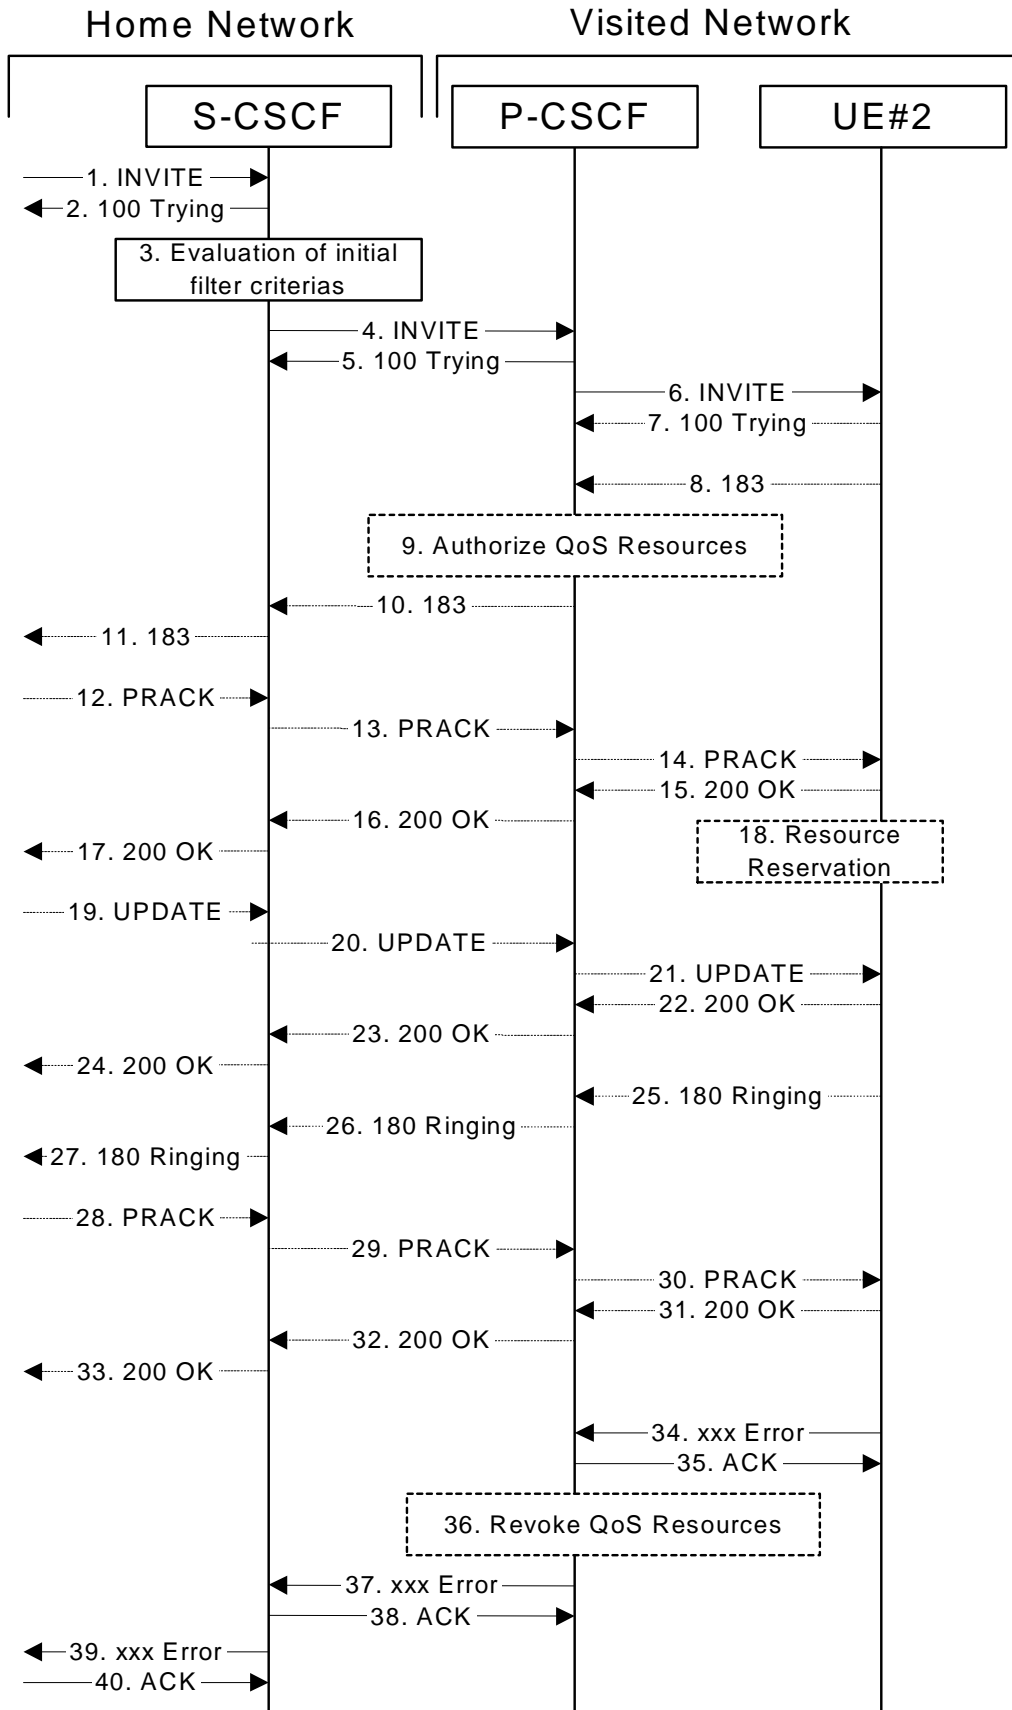 Home Network
Visited Network
S-CSCF
P-CSCF
UE#2
1. INVITE
2. 100 Trying
3. Evaluation of initial
filter criterias
4. INVITE
5. 100 Trying
6. INVITE
7. 100 Trying
8. 183
9. Authorize QoS Resources
10. 183
11. 183
12. PRACK
13. PRACK
14. PRACK
15. 200 OK
16. 200 OK
17. 200 OK
18. Resource
Reservation
19. UPDATE
20. UPDATE
21. UPDATE
22. 200 OK
23. 200 OK
24. 200 OK
25. 180 Ringing
26. 180 Ringing
27. 180 Ringing
28. PRACK
29. PRACK
30. PRACK
31. 200 OK
32. 200 OK
33. 200 OK
34. xxx Error
35. ACK
36. Revoke QoS Resources
37. xxx Error
38. ACK
39. xxx Error
40. ACK